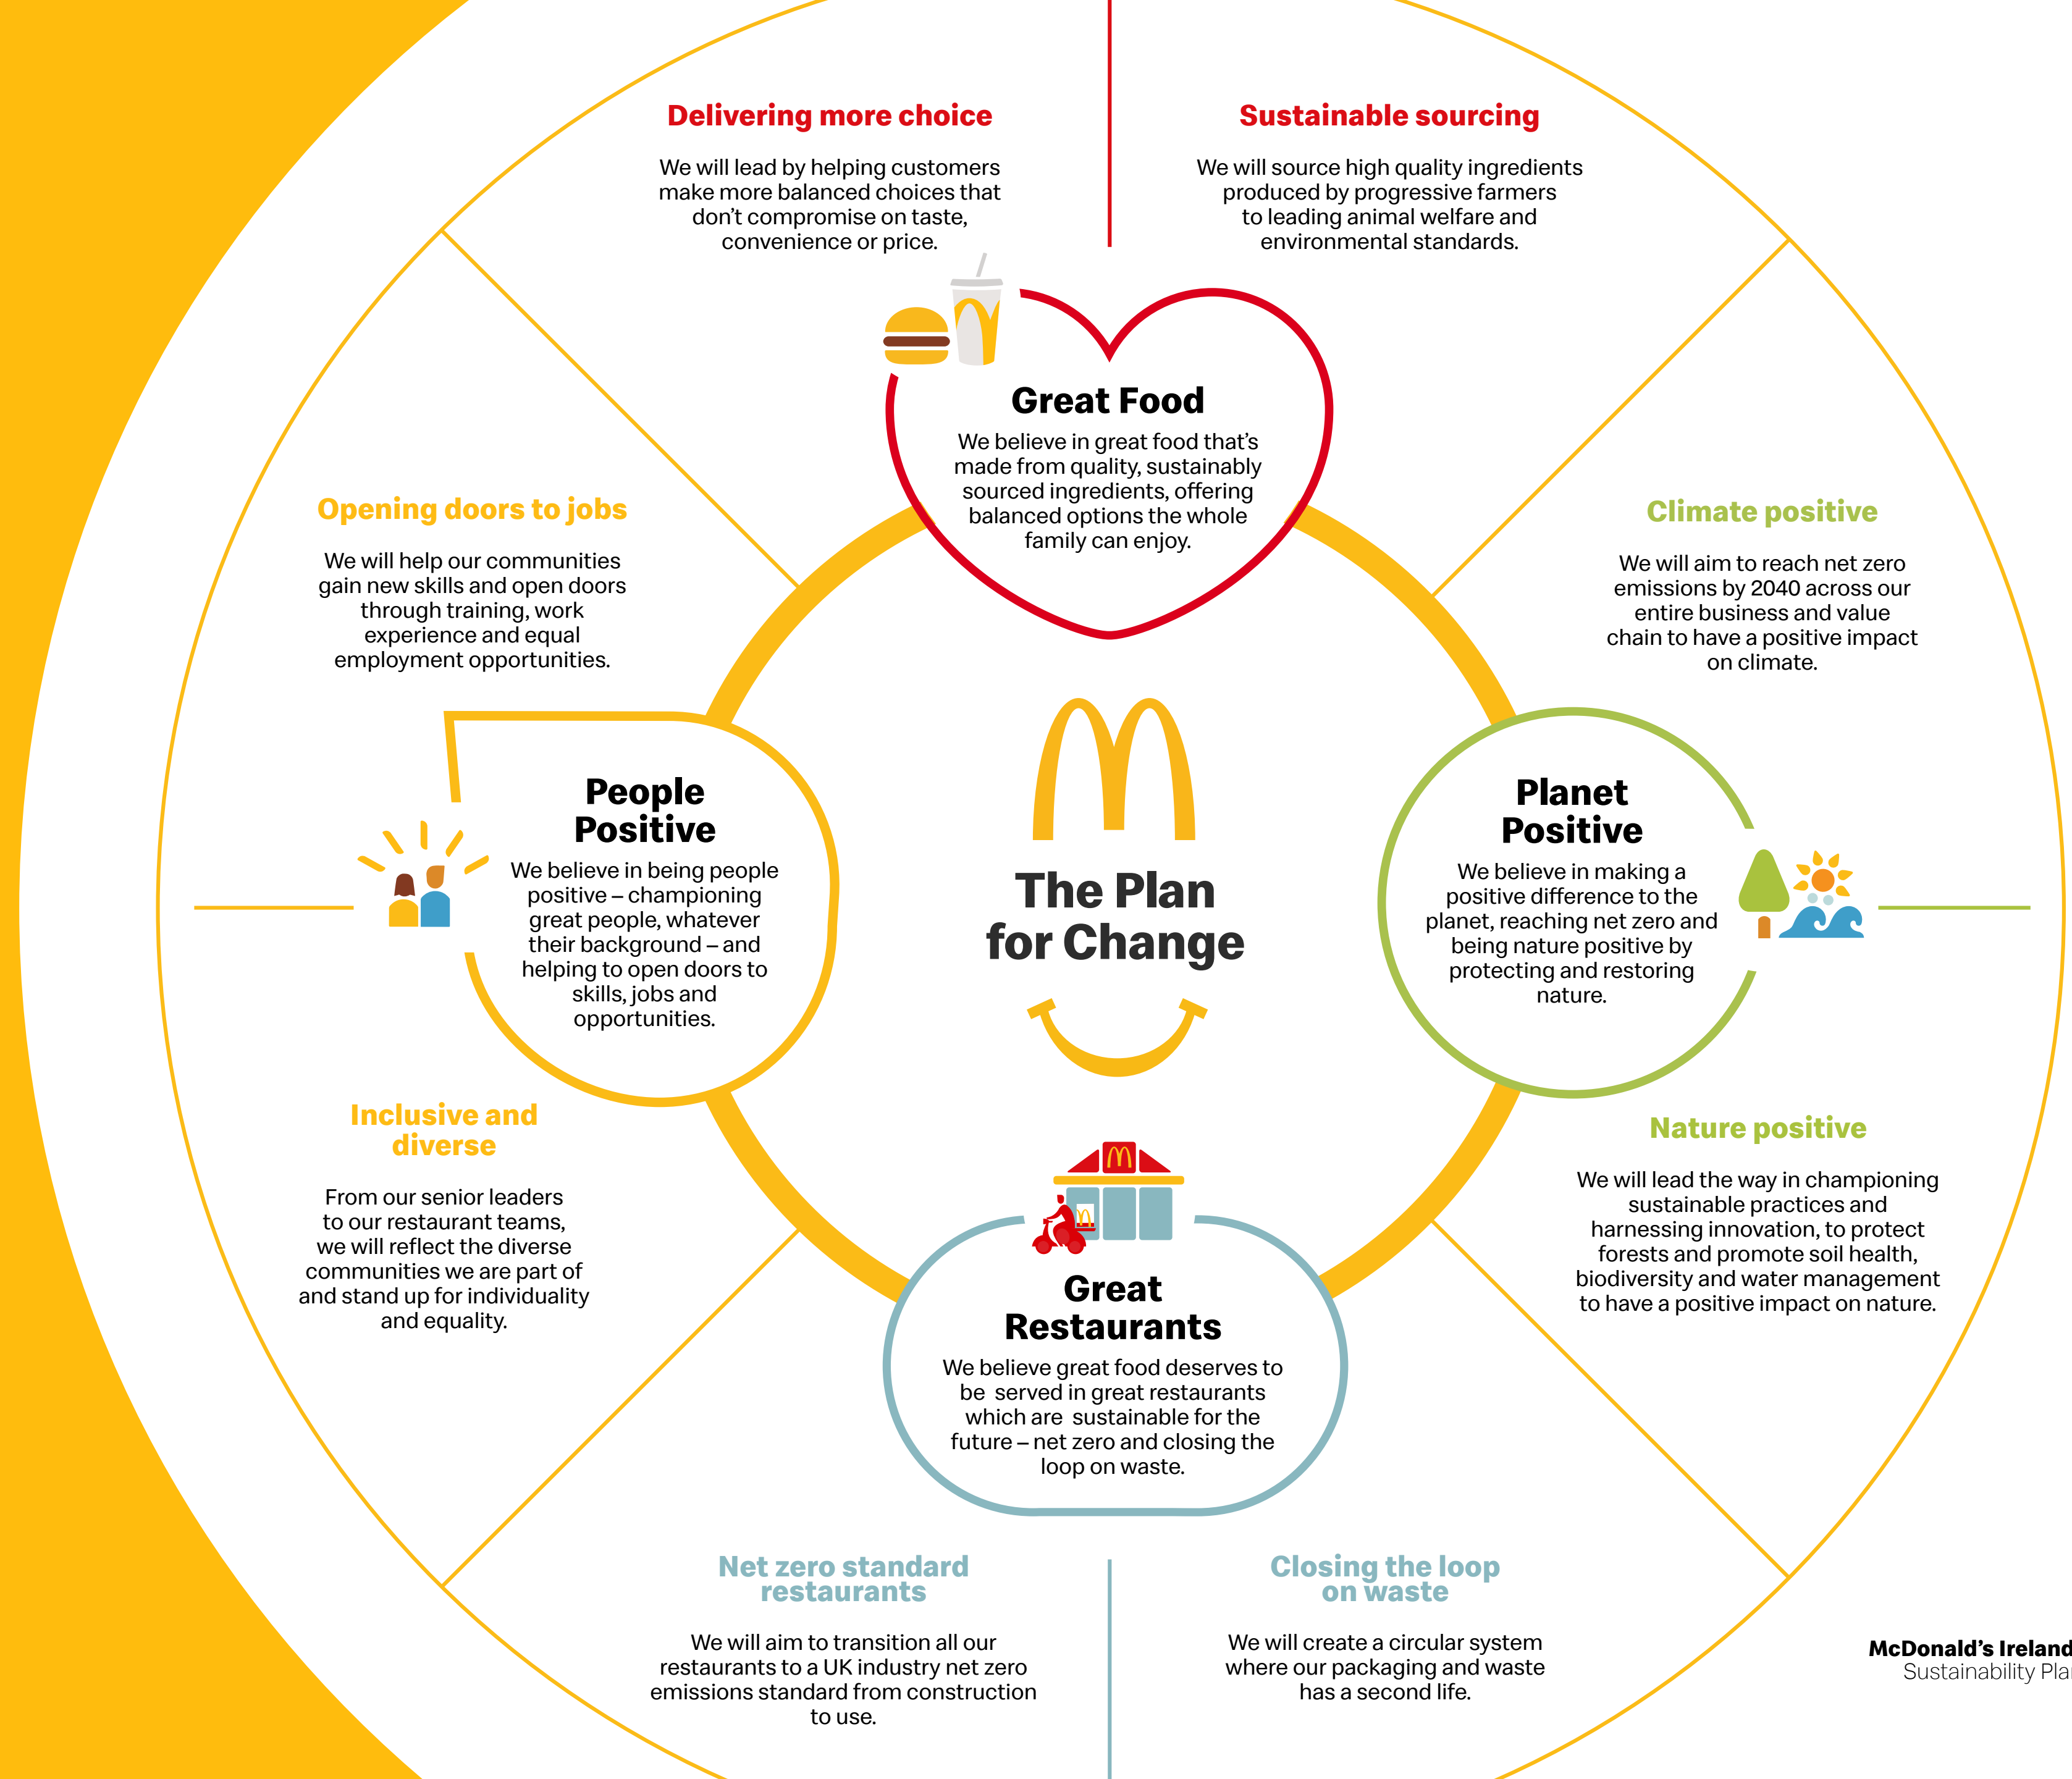 Delivering more choice
We will lead by helping customers
make more balanced choices that
don't compromise on taste,
convenience or price.
Sustainable sourcing
We will source high quality ingredients
produced by progressive farmers
to leading animal welfare and
environmental standards.
Great Food
We believe in great food that's
made from quality, sustainably
sourced ingredients, offering
balanced options the whole
family can enjoy.
Opening doors to jobs
We will help our communities
gain new skills and open doors
through training, work
experience and equal
employment opportunities.
Climate positive
We will aim to reach net zero
emissions by 2040 across our
entire business and value
chain to have a positive impact
on climate.
People
Positive
We believe in being people
positive – championing
great people, whatever
their background – and
helping to open doors to
skills, jobs and
opportunities.
The Plan
for Change
Planet
Positive
We believe in making a
positive difference to the
planet, reaching net zero and
being nature positive by
protecting and restoring
nature.
Inclusive and
diverse
From our senior leaders
to our restaurant teams,
we will reflect the diverse
communities we are part of
and stand up for individuality
and equality.
Nature positive
We will lead the way in championing
sustainable practices and
harnessing innovation, to protect
forests and promote soil health,
biodiversity and water management
to have a positive impact on nature.
Great
Restaurants
We believe great food deserves to
be served in great restaurants
which are sustainable for the
future – net zero and closing the
loop on waste.
Net zero standard
restaurants
We will aim to transition all our
restaurants to a UK industry net zero
emissions standard from construction
to use.
Closing the loop
on waste
We will create a circular system
where our packaging and waste
has a second life.
McDonald's Ireland
Sustainability Pla